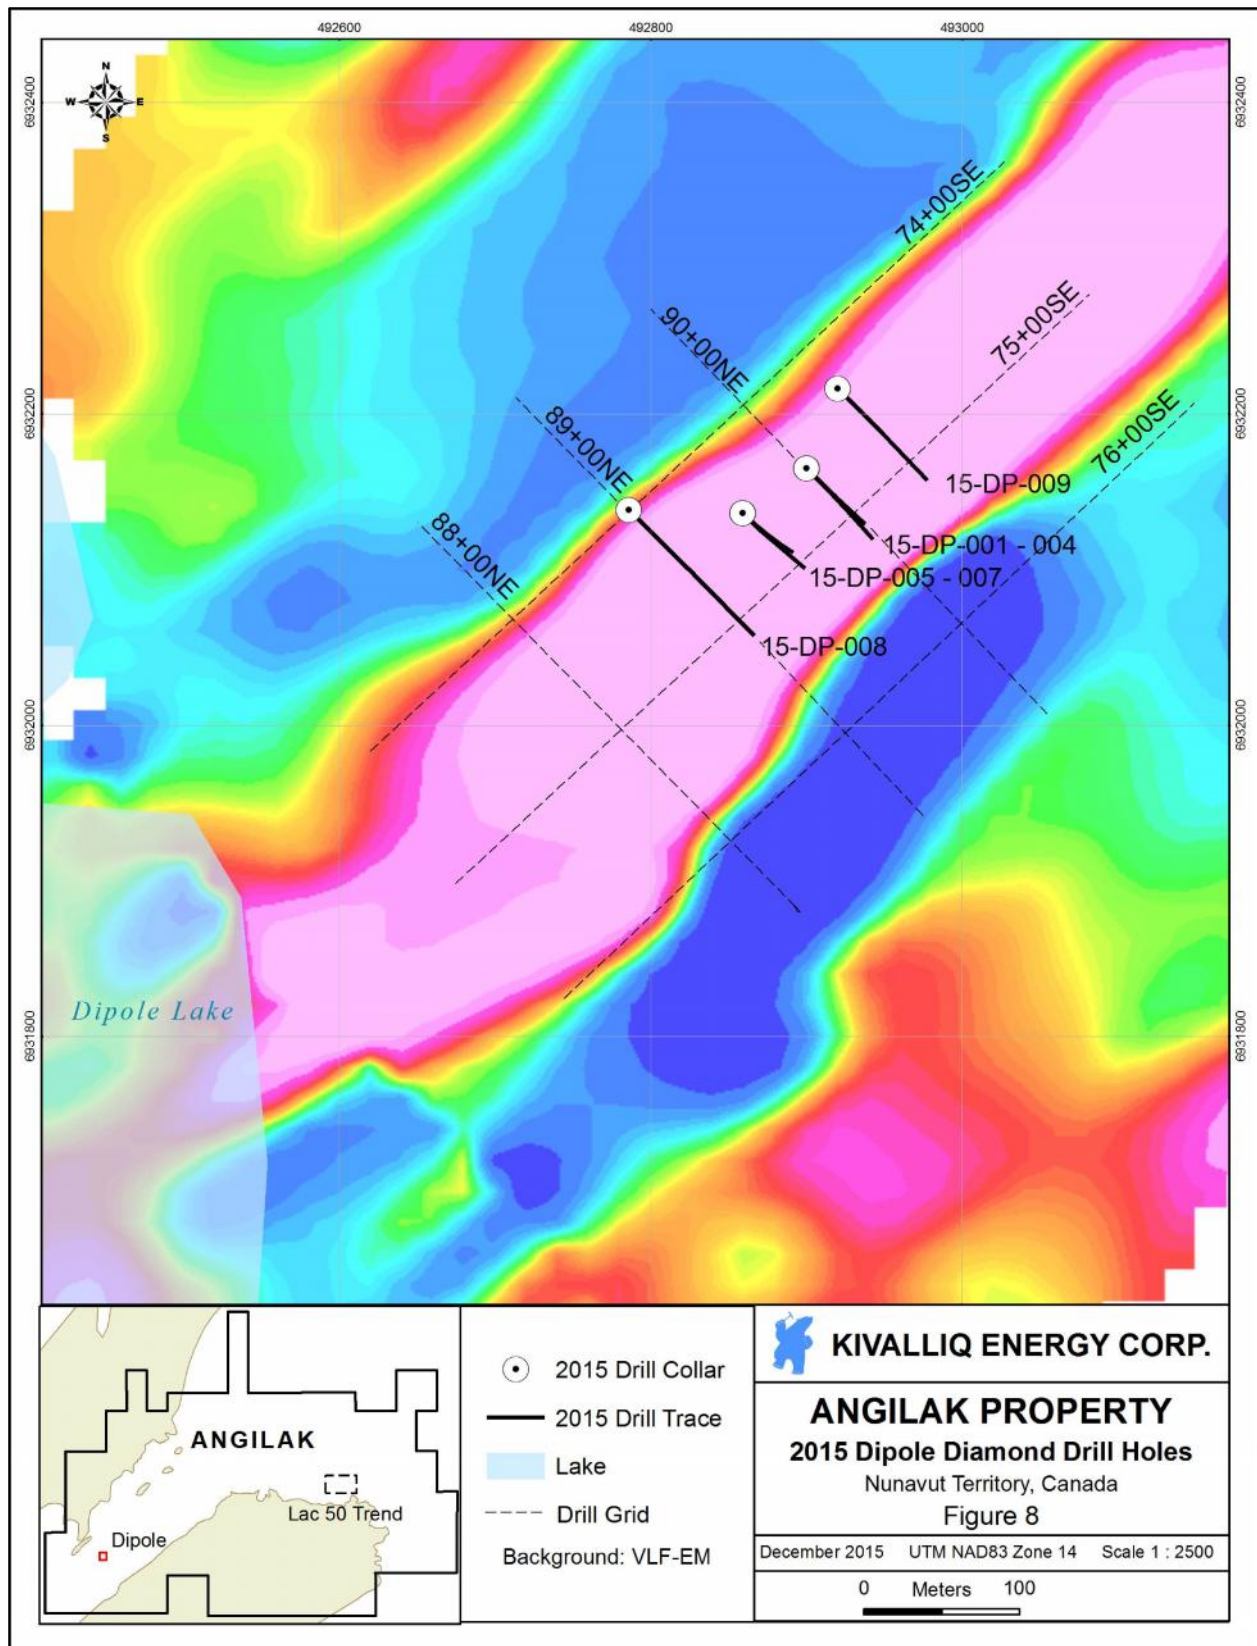 492600
492800
493000
6932400
6932400
N
W
E
S
74+00SE
90+00NE
75+00SE
89+00NE
76+00SE
6932200
6932200
88+00NE
15-DP-009
15-DP-001 - 004
15-DP-005 - 007
15-DP-008
6932000
6932000
Dipole Lake
6931800
6931800
ANGILAK
Lac 50 Trend
Dipole
2015 Drill Collar
2015 Drill Trace
Lake
Drill Grid
Background: VLF-EM
KIVALLIQ ENERGY CORP.
ANGILAK PROPERTY
2015 Dipole Diamond Drill Holes
Nunavut Territory, Canada
Figure 8
December 2015 UTM NAD83 Zone 14 Scale 1 : 2500
0 Meters 100